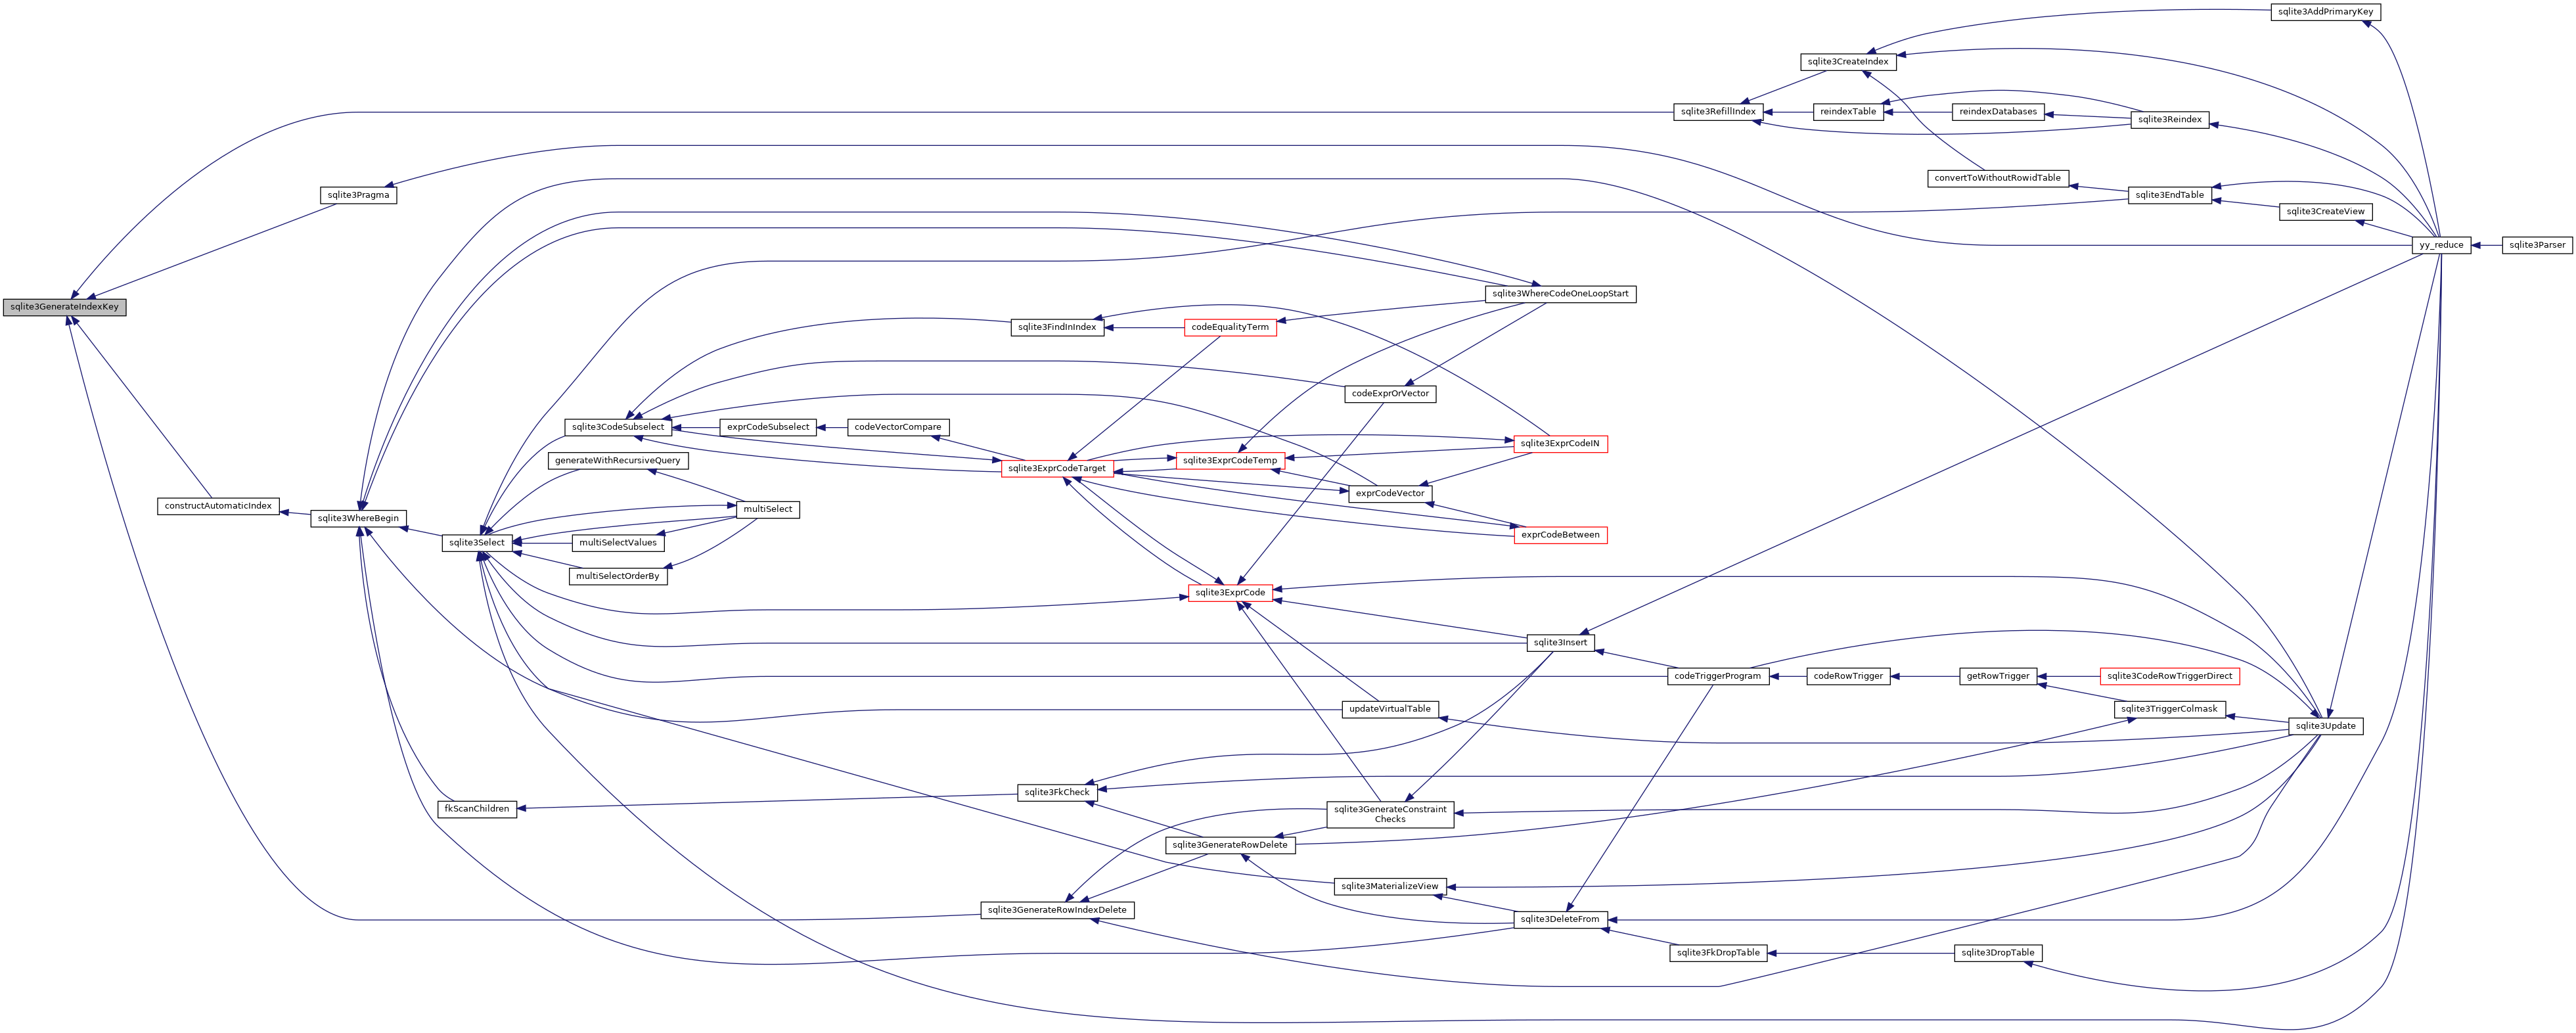 sqlite3AddPrimaryKey
sqlite3CreateIndex
sqlite3RefillIndex
reindexTable
reindexDatabases
sqlite3Reindex
convertToWithoutRowidTable
sqlite3Pragma
sqlite3EndTable
sqlite3CreateView
yy_reduce
sqlite3Parser
sqlite3GenerateIndexKey
sqlite3WhereCodeOneLoopStart
sqlite3FindInIndex
codeEqualityTerm
codeExprOrVector
sqlite3CodeSubselect
exprCodeSubselect
codeVectorCompare
sqlite3ExprCodeIN
generateWithRecursiveQuery
sqlite3ExprCodeTarget
sqlite3ExprCodeTemp
exprCodeVector
constructAutomaticIndex
multiSelect
sqlite3WhereBegin
exprCodeBetween
sqlite3Select
multiSelectValues
multiSelectOrderBy
sqlite3ExprCode
sqlite3Insert
codeTriggerProgram
codeRowTrigger
getRowTrigger
sqlite3CodeRowTriggerDirect
updateVirtualTable
sqlite3TriggerColmask
sqlite3Update
sqlite3FkCheck
fkScanChildren
sqlite3GenerateConstraint
Checks
sqlite3GenerateRowDelete
sqlite3MaterializeView
sqlite3GenerateRowIndexDelete
sqlite3DeleteFrom
sqlite3FkDropTable
sqlite3DropTable